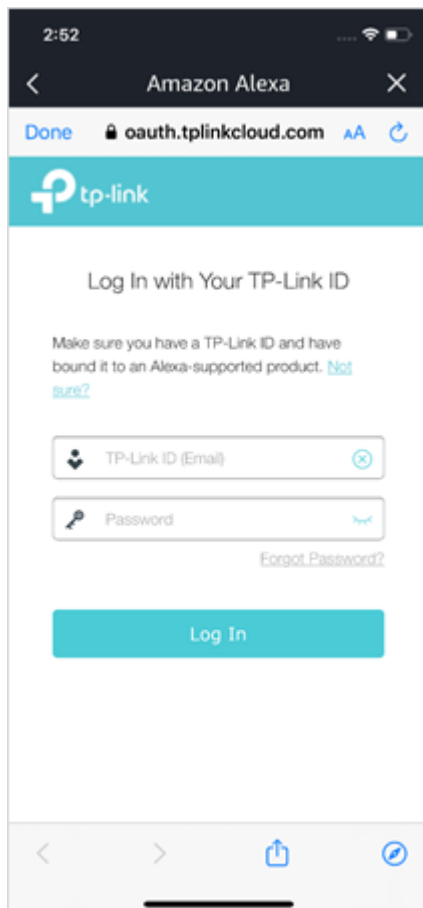 2:52
Amazon Alexa
Done oauth.tplinkcloud.com AA
tp-link
Log In with Your TP-Link ID
Make sure you have a TP-Link ID and have
bound it to an Alexa-supported product. Not
sure?
TP-Link ID (Email)
Password
Forgot Password?
Log In